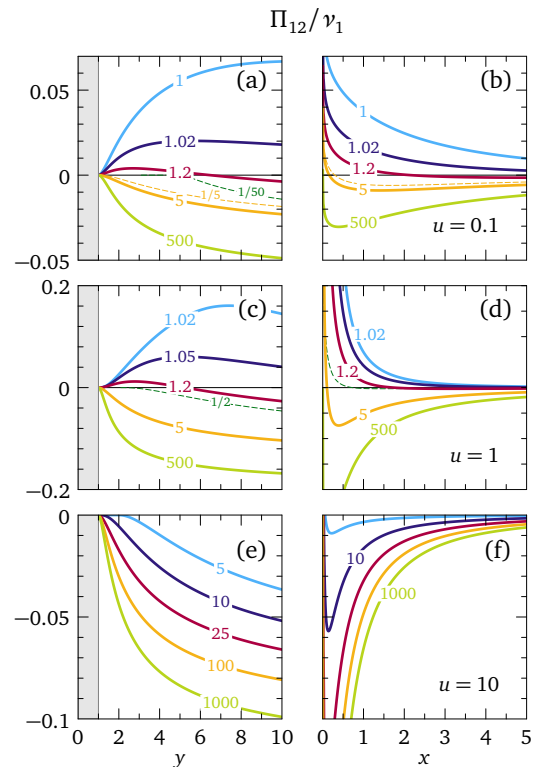 Π₁₂/ν₁
(a)
0.05
0
−0.05
1
1.02
1.2
1/50
1/5
5
500
(b)
1
1.02
1.2
5
500
u = 0.1
(c)
0.2
0
−0.2
1.02
1.05
1.2
1/2
5
500
(d)
1.02
1.2
5
500
u = 1
(e)
0
−0.05
−0.1
5
10
25
100
1000
2 4 6 8 10
y
(f)
10
1000
u = 10
0 1 2 3 4 5
x